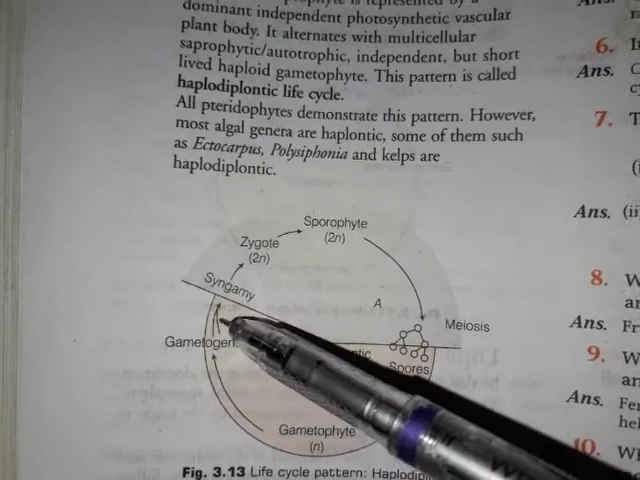 dominant independent photosynthetic vascular
plant body. It alternates with multicellular
saprophytic/autotrophic, independent, but short
lived haploid gametophyte. This pattern is called
haplodiplontic life cycle.
All pteridophytes demonstrate this pattern. However,
most algal genera are haplontic, some of them such
as Ectocarpus, Polysiphonia and kelps are
haplodiplontic.
Sporophyte
(2n)
Zygote
(2n)
Syngamy
A
Meiosis
Gametogen
Spores
Gametophyte
(n)
Fig. 3.13 Life cycle pattern:
6.
Ans.
7.
Ans. (ii
8.
Ans.
9.
Ans.
10.